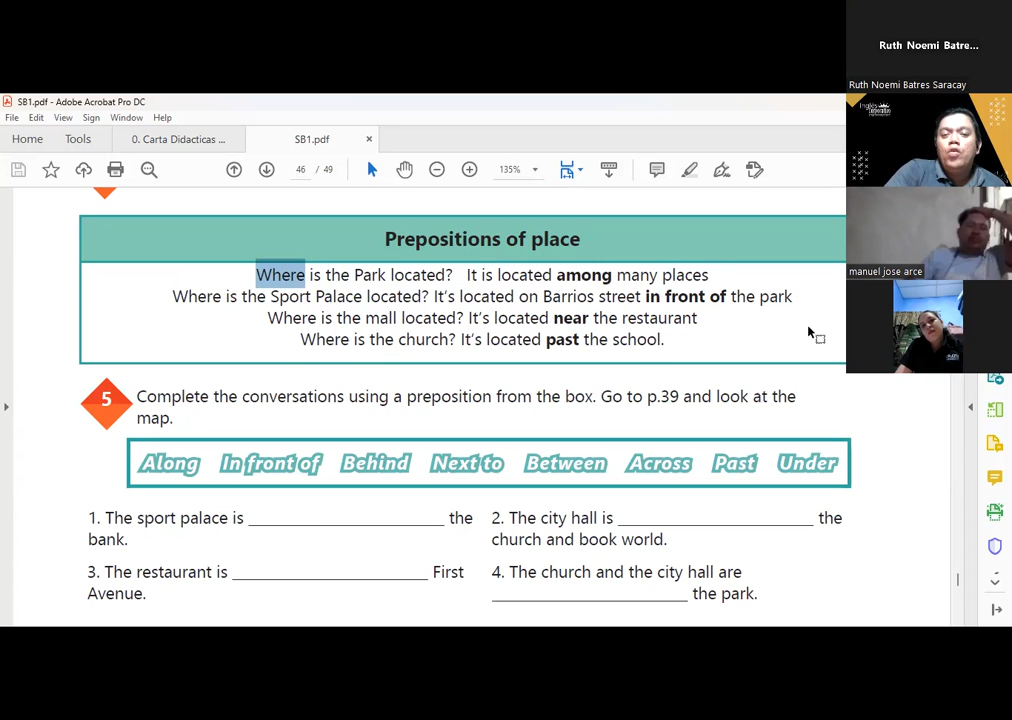 Ruth Noemi Batre...
Ruth Noemi Batres Saracay
SB1.pdf - Adobe Acrobat Pro DC
File Edit View Sign Window Help
Home Tools 0. Carta Didacticas ... SB1.pdf ×
46 / 49 135%
Inglés
Corporativo
manuel jose arce
Prepositions of place
Where is the Park located? It is located among many places
Where is the Sport Palace located? It's located on Barrios street in front of the park
Where is the mall located? It's located near the restaurant
Where is the church? It's located past the school.
5 Complete the conversations using a preposition from the box. Go to p.39 and look at the
map.
Along In front of Behind Next to Between Across Past Under
1. The sport palace is ______________________ the
bank.
2. The city hall is ______________________ the
church and book world.
3. The restaurant is ______________________ First
Avenue.
4. The church and the city hall are
______________________ the park.